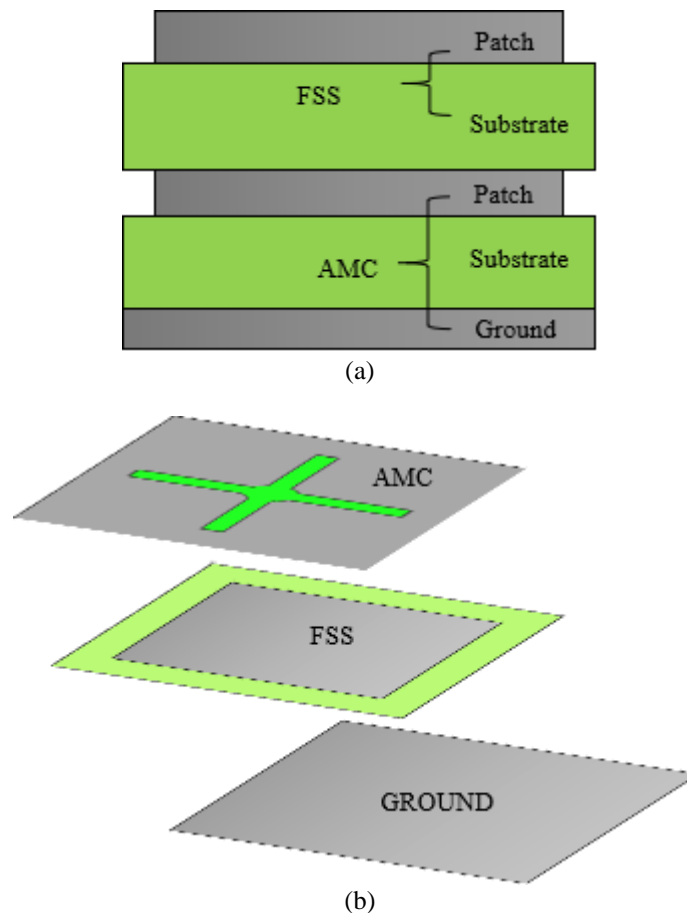 Patch
FSS
Substrate
Patch
AMC
Substrate
Ground
(a)
AMC
FSS
GROUND
(b)